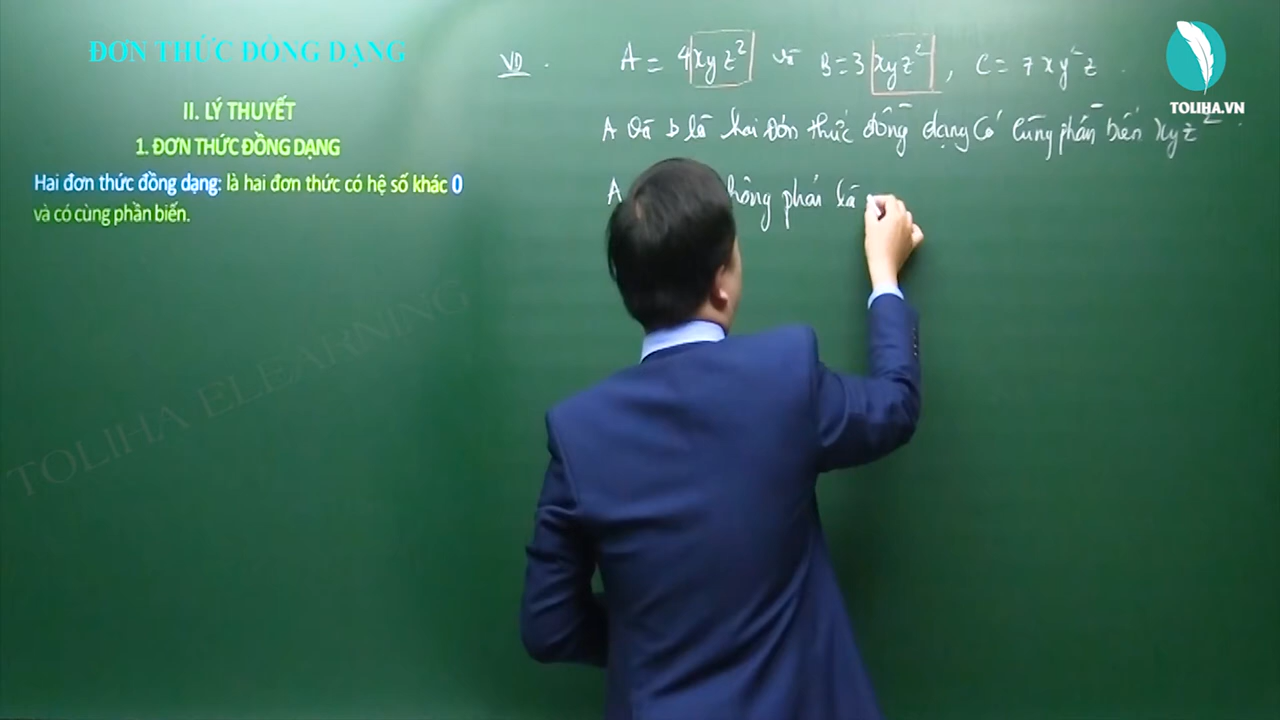 ĐƠN THỨC ĐỒNG DẠNG
II. LÝ THUYẾT
1. ĐƠN THỨC ĐỒNG DẠNG
Hai đơn thức đồng dạng: là hai đơn thức có hệ số khác 0
và có cùng phần biến.
VD. A = 4xyz² và B = 3xyz², C = 7xy²z
A và B là hai đơn thức đồng dạng có cùng phần biến xyz².
A không phải là
TOLIHA.VN
TOLIHA ELEARNING